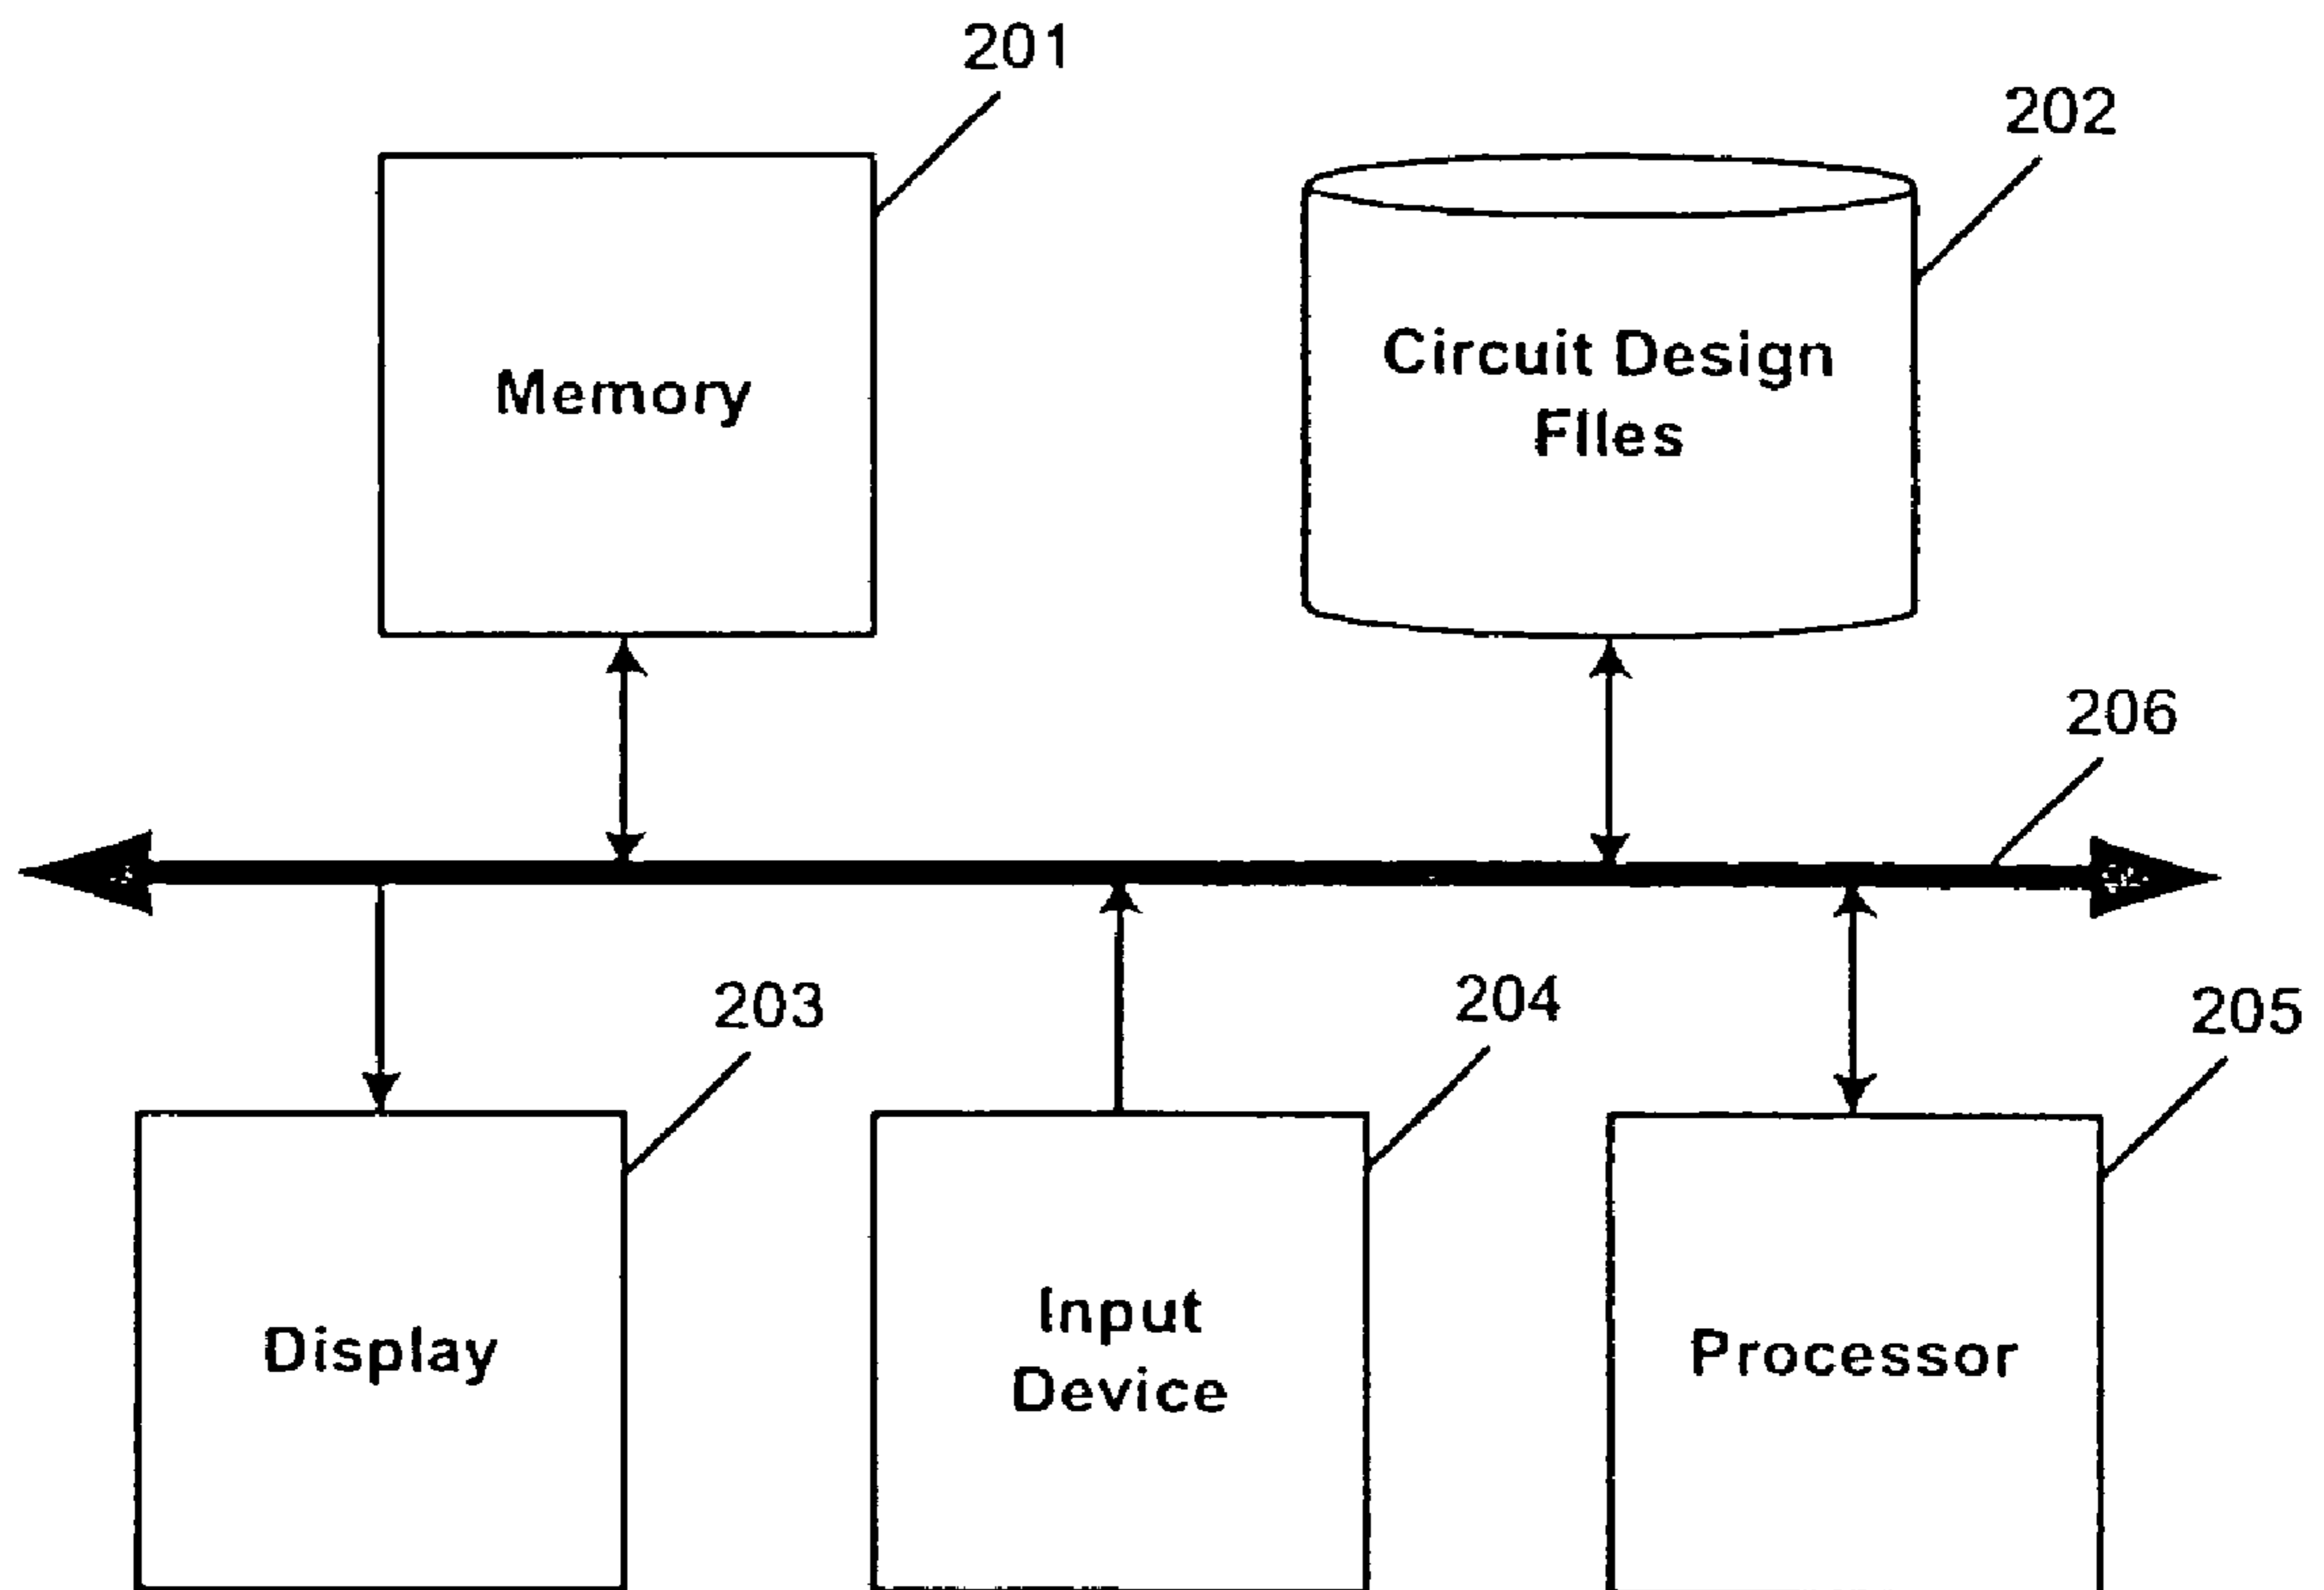 201
202
Memory
Circuit Design
Files
206
203
204
205
Display
Input
Device
Processor